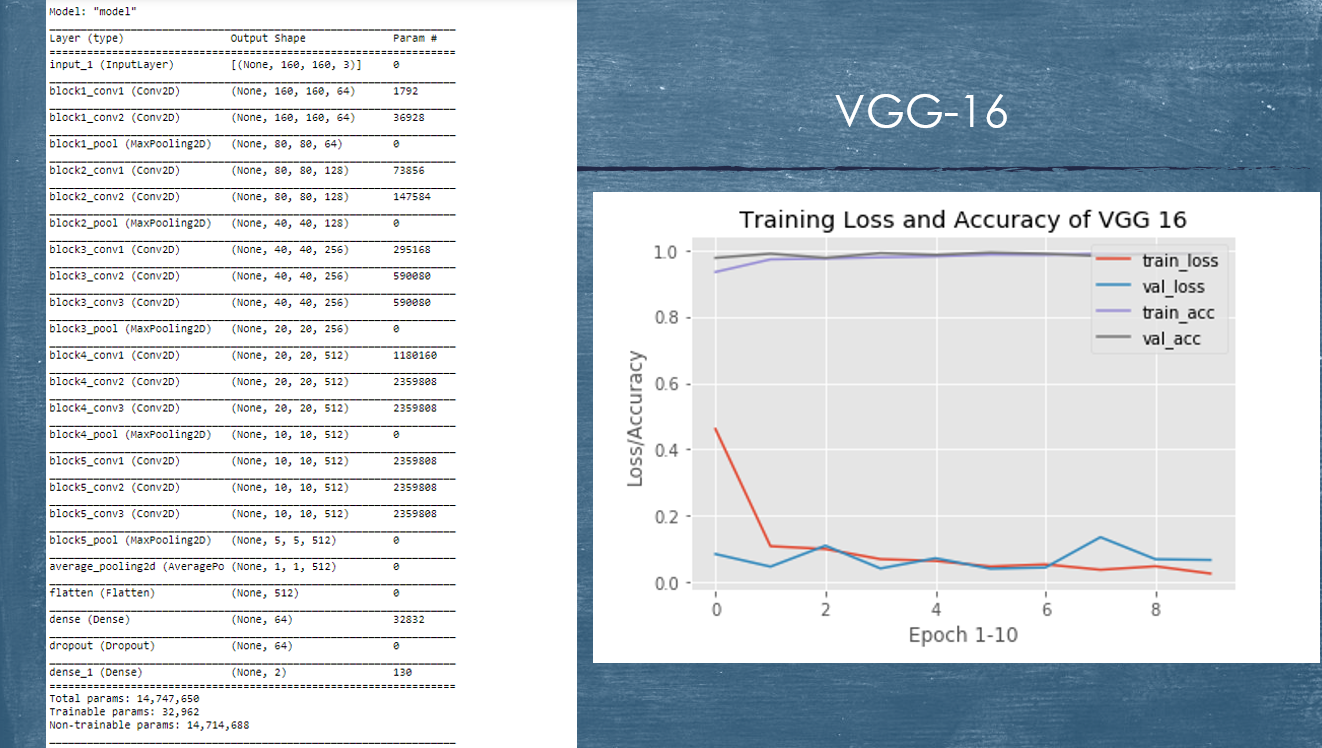 Model: "model"
Layer (type) Output Shape Param #
input_1 (InputLayer) [(None, 160, 160, 3)] 0
block1_conv1 (Conv2D) (None, 160, 160, 64) 1792
block1_conv2 (Conv2D) (None, 160, 160, 64) 36928
block1_pool (MaxPooling2D) (None, 80, 80, 64) 0
block2_conv1 (Conv2D) (None, 80, 80, 128) 73856
block2_conv2 (Conv2D) (None, 80, 80, 128) 147584
block2_pool (MaxPooling2D) (None, 40, 40, 128) 0
block3_conv1 (Conv2D) (None, 40, 40, 256) 295168
block3_conv2 (Conv2D) (None, 40, 40, 256) 590080
block3_conv3 (Conv2D) (None, 40, 40, 256) 590080
block3_pool (MaxPooling2D) (None, 20, 20, 256) 0
block4_conv1 (Conv2D) (None, 20, 20, 512) 1180160
block4_conv2 (Conv2D) (None, 20, 20, 512) 2359808
block4_conv3 (Conv2D) (None, 20, 20, 512) 2359808
block4_pool (MaxPooling2D) (None, 10, 10, 512) 0
block5_conv1 (Conv2D) (None, 10, 10, 512) 2359808
block5_conv2 (Conv2D) (None, 10, 10, 512) 2359808
block5_conv3 (Conv2D) (None, 10, 10, 512) 2359808
block5_pool (MaxPooling2D) (None, 5, 5, 512) 0
average_pooling2d (AveragePo (None, 1, 1, 512) 0
flatten (Flatten) (None, 512) 0
dense (Dense) (None, 64) 32832
dropout (Dropout) (None, 64) 0
dense_1 (Dense) (None, 2) 130
Total params: 14,747,650
Trainable params: 32,962
Non-trainable params: 14,714,688
VGG-16
Training Loss and Accuracy of VGG 16
1.0
0.8
0.6
0.4
0.2
0.0
Loss/Accuracy
train_loss
val_loss
train_acc
val_acc
0 2 4 6 8
Epoch 1-10